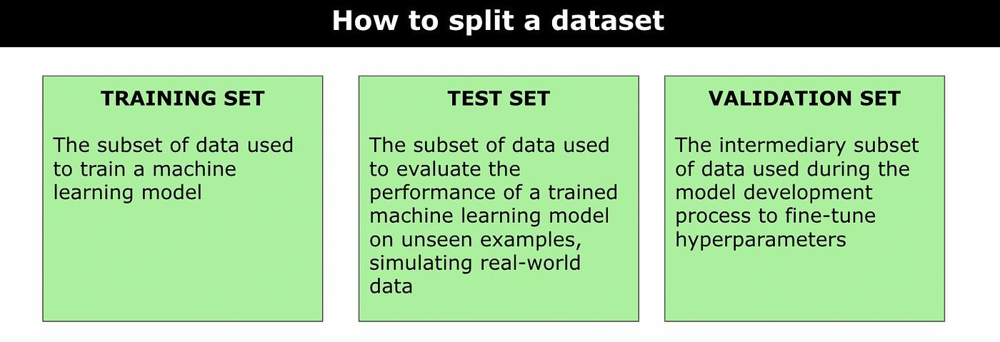 How to split a dataset
TRAINING SET
The subset of data used
to train a machine
learning model
TEST SET
The subset of data used
to evaluate the
performance of a trained
machine learning model
on unseen examples,
simulating real-world
data
VALIDATION SET
The intermediary subset
of data used during the
model development
process to fine-tune
hyperparameters